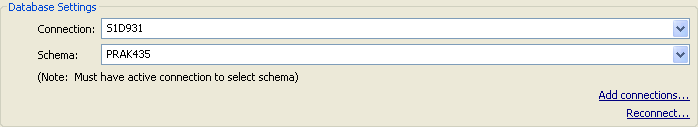 Database Settings
Connection: S1D931
Schema: PRAK435
(Note: Must have active connection to select schema)
Add connections...
Reconnect...